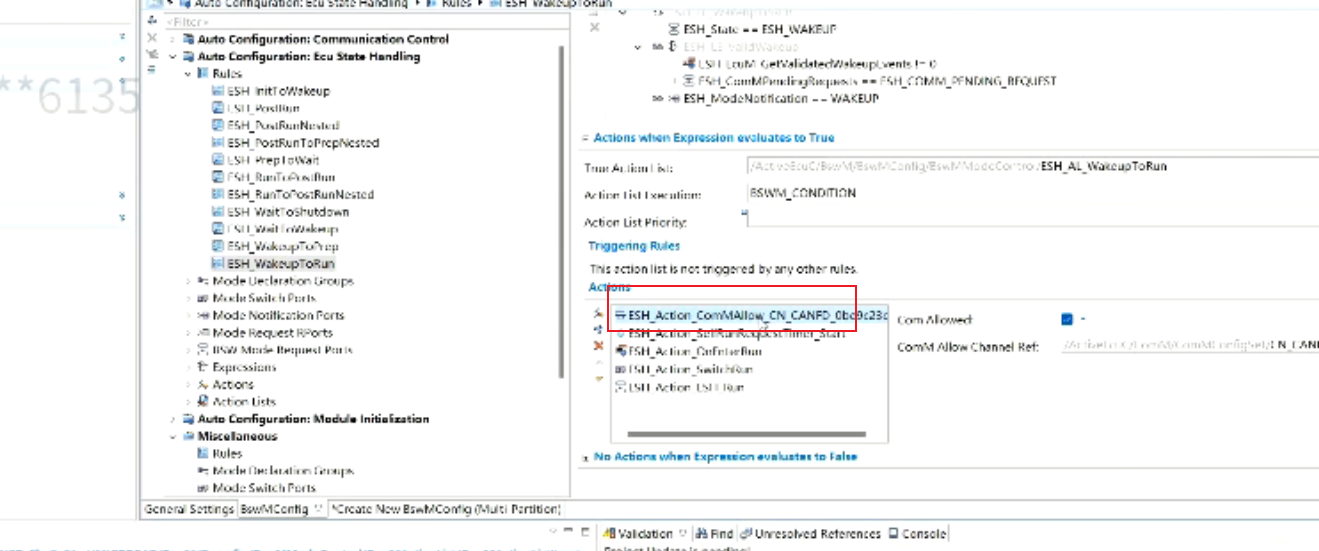 Auto Configuration: Ecu State Handling › Rules › ESH_WakeupToRun
<Filter>
Auto Configuration: Communication Control
Auto Configuration: Ecu State Handling
Rules
ESH_InitToWakeup
ESH_PostRun
ESH_PostRunNested
ESH_PostRunToPrepNested
ESH_PrepToWait
ESH_RunToPostRun
ESH_RunToPostRunNested
ESH_WaitToShutdown
ESH_WaitToWakeup
ESH_WakeupToPrep
ESH_WakeupToRun
Mode Declaration Groups
Mode Switch Ports
Mode Notification Ports
Mode Request RPorts
BSW Mode Request Ports
Expressions
Actions
Action Lists
Auto Configuration: Module Initialization
Miscellaneous
Rules
Mode Declaration Groups
Mode Switch Ports
General Settings
BswMConfig
*Create New BswMConfig (Multi Partition)
**6135
ESH_State == ESH_WAKEUP
ESH_LE_ValidWakeup
ESH_EcuM_GetValidatedWakeupEvents != 0
ESH_ComMPendingRequests == ESH_COMM_PENDING_REQUEST
ESH_ModeNotification == WAKEUP
Actions when Expression evaluates to True
True Action List: /ActiveEcuC/BswM/BswMConfig/BswMModeControl/ESH_AL_WakeupToRun
Action List Execution: BSWM_CONDITION
Action List Priority:
Triggering Rules
This action list is not triggered by any other rules.
Actions
ESH_Action_ComMAllow_CN_CANFD_0be9c23c
ESH_Action_SelfRunRequestTimer_Start
ESH_Action_OnEnterRun
ESH_Action_SwitchRun
ESH_Action_ESH_Run
Com Allowed:
ComM Allow Channel Ref: /ActiveEcuC/ComM/ComMConfigSet/CN_CANF
No Actions when Expression evaluates to False
Validation
Find
Unresolved References
Console